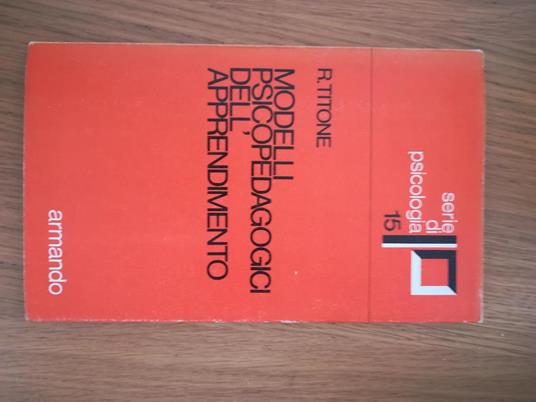 serie
di
psicologia
15
R. TITONE
MODELLI
PSICOPEDAGOGICI
DELL'
APPRENDIMENTO
armando